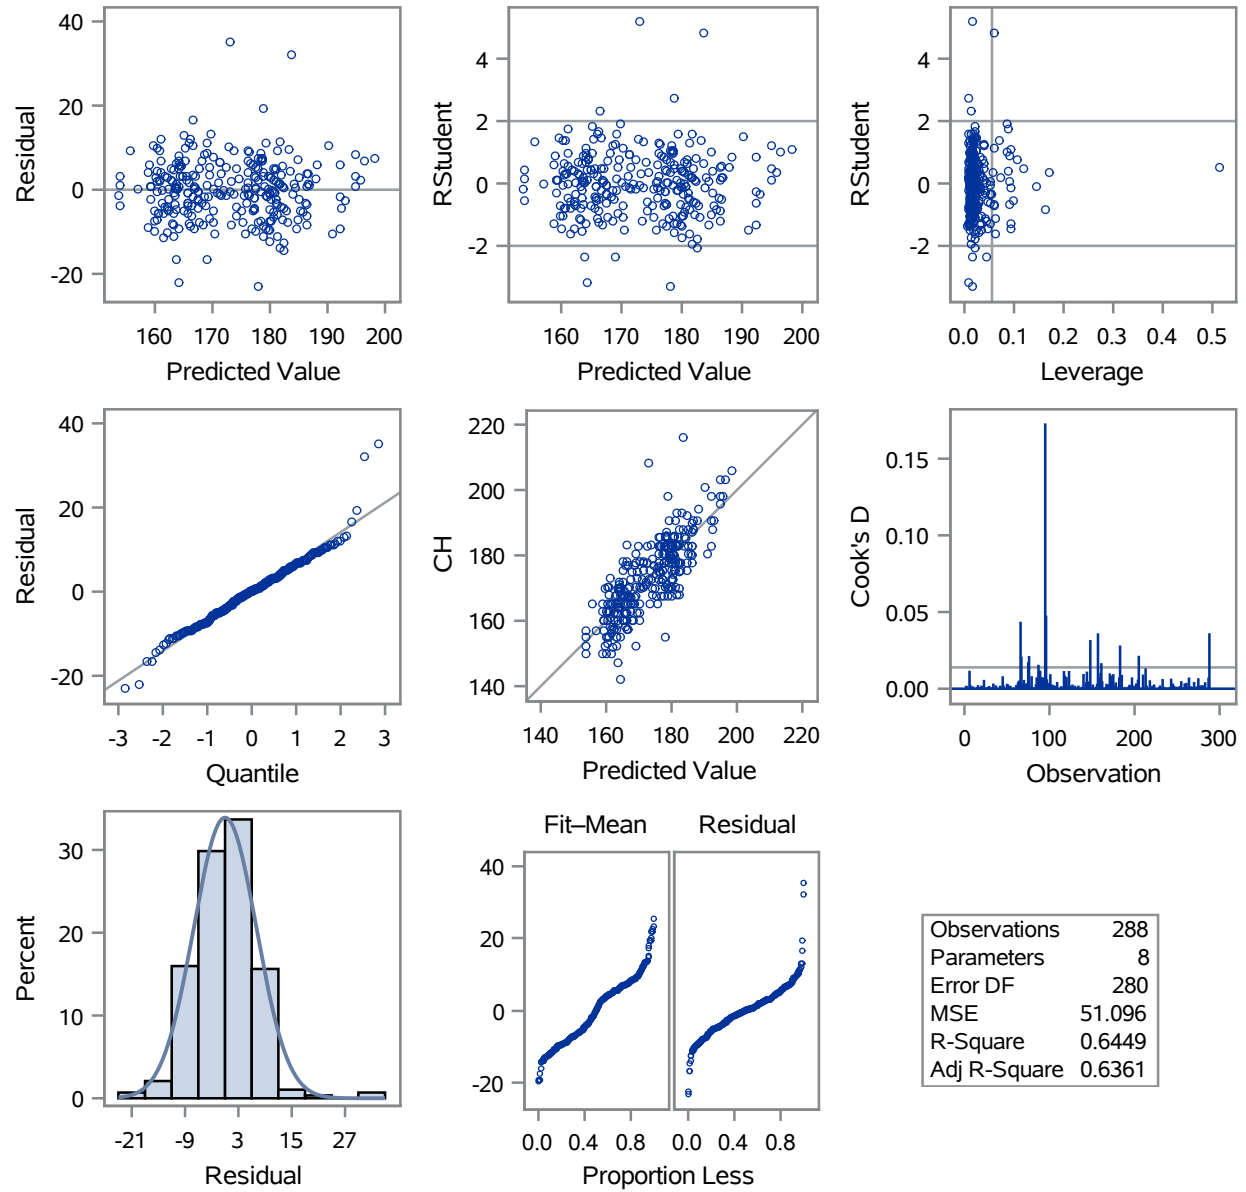 40
20
0
-20
Residual
160 170 180 190 200
Predicted Value
4
2
0
-2
RStudent
160 170 180 190 200
Predicted Value
4
2
0
-2
RStudent
0.0 0.1 0.2 0.3 0.4 0.5
Leverage
40
20
0
-20
Residual
-3 -2 -1 0 1 2 3
Quantile
220
200
180
160
140
CH
140 160 180 200 220
Predicted Value
0.15
0.10
0.05
0.00
Cook's D
0 100 200 300
Observation
30
20
10
0
Percent
-21 -9 3 15 27
Residual
Fit–Mean Residual
40
20
0
-20
0.0 0.4 0.8 0.0 0.4 0.8
Proportion Less
Observations 288
Parameters 8
Error DF 280
MSE 51.096
R-Square 0.6449
Adj R-Square 0.6361